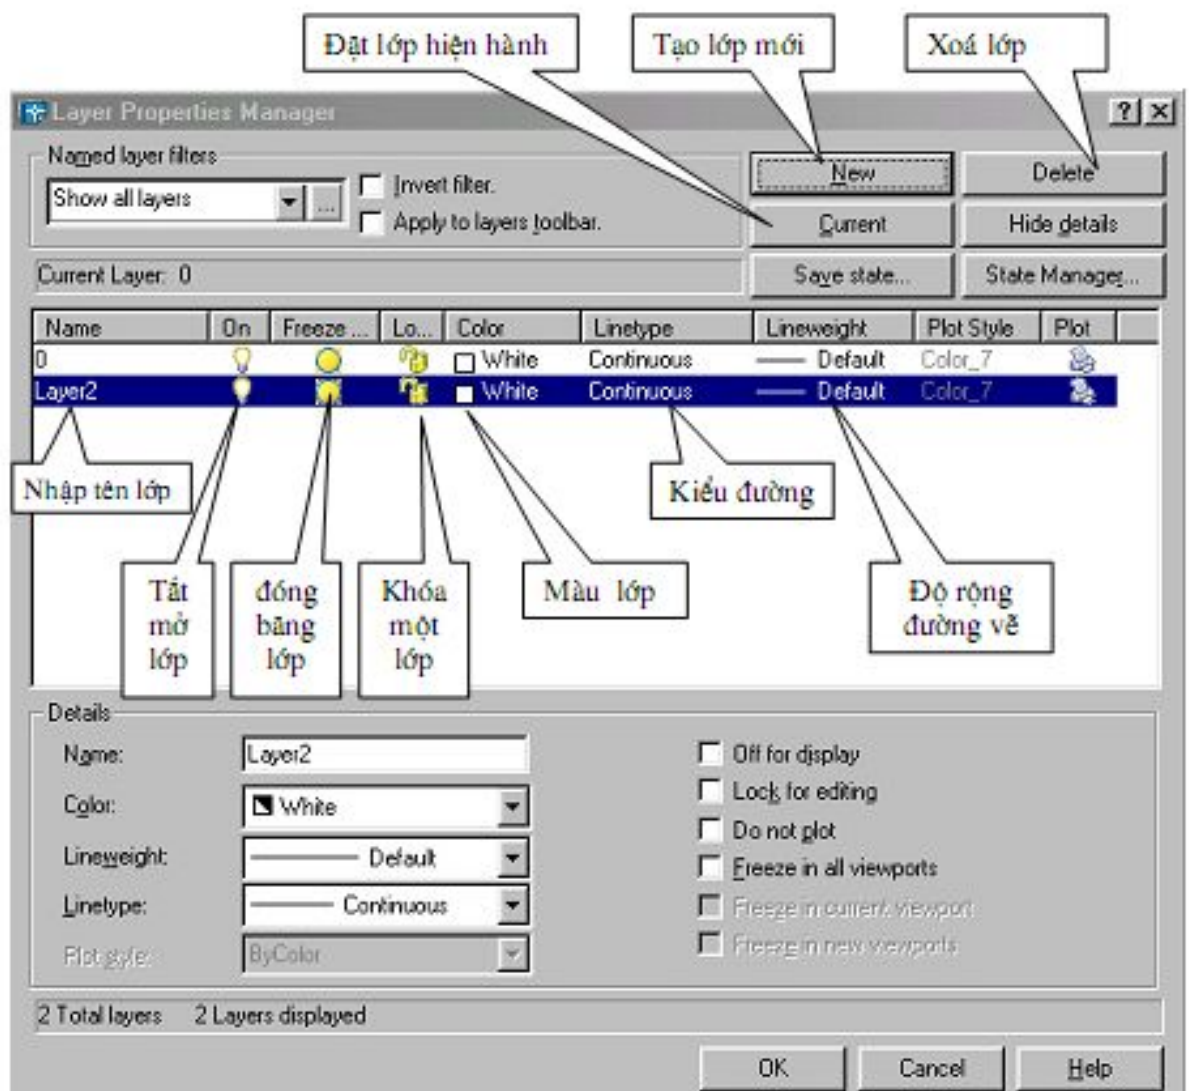 Đặt lớp hiện hành
Tạo lớp mới
Xoá lớp
Layer Properties Manager
Named layer filters
Show all layers
...
Invert filter.
Apply to layers toolbar.
New
Delete
Current
Hide details
Current Layer: 0
Save state...
State Manager...
Name On Freeze ... Lo... Color Linetype Lineweight Plot Style Plot
0 White Continuous Default Color_7
Layer2 White Continuous Default Color_7
Nhập tên lớp
Kiểu đường
Tắt
mở
lớp
đóng
băng
lớp
Khóa
một
lớp
Màu lớp
Độ rộng
đường vẽ
Details
Name: Layer2
Color: White
Lineweight: Default
Linetype: Continuous
Plot style: ByColor
Off for display
Lock for editing
Do not plot
Freeze in all viewports
Freeze in current viewport
Freeze in new viewports
2 Total layers 2 Layers displayed
OK Cancel Help